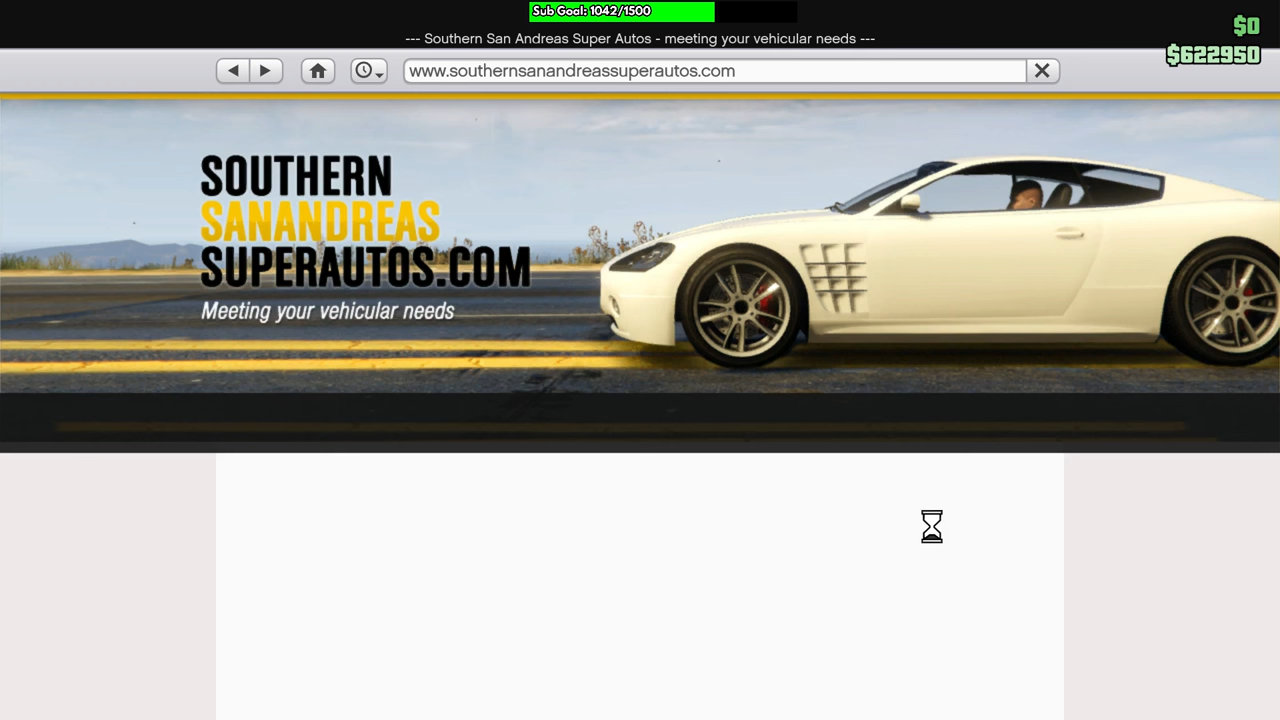 Sub Goal: 1042/1500
--- Southern San Andreas Super Autos - meeting your vehicular needs ---
$0
$622950
www.southernsanandreassuperautos.com
SOUTHERN
SANANDREAS
SUPERAUTOS.COM
Meeting your vehicular needs